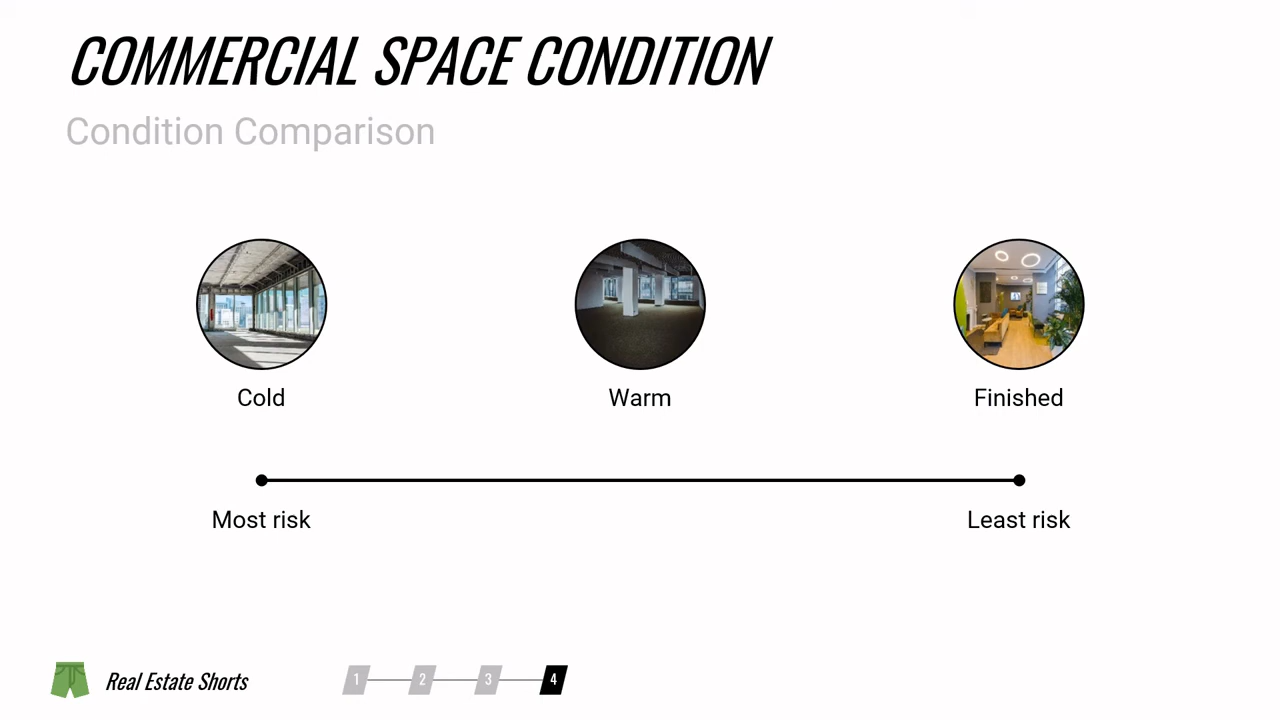 COMMERCIAL SPACE CONDITION
Condition Comparison
Cold
Warm
Finished
Most risk
Least risk
Real Estate Shorts
1 2 3 4